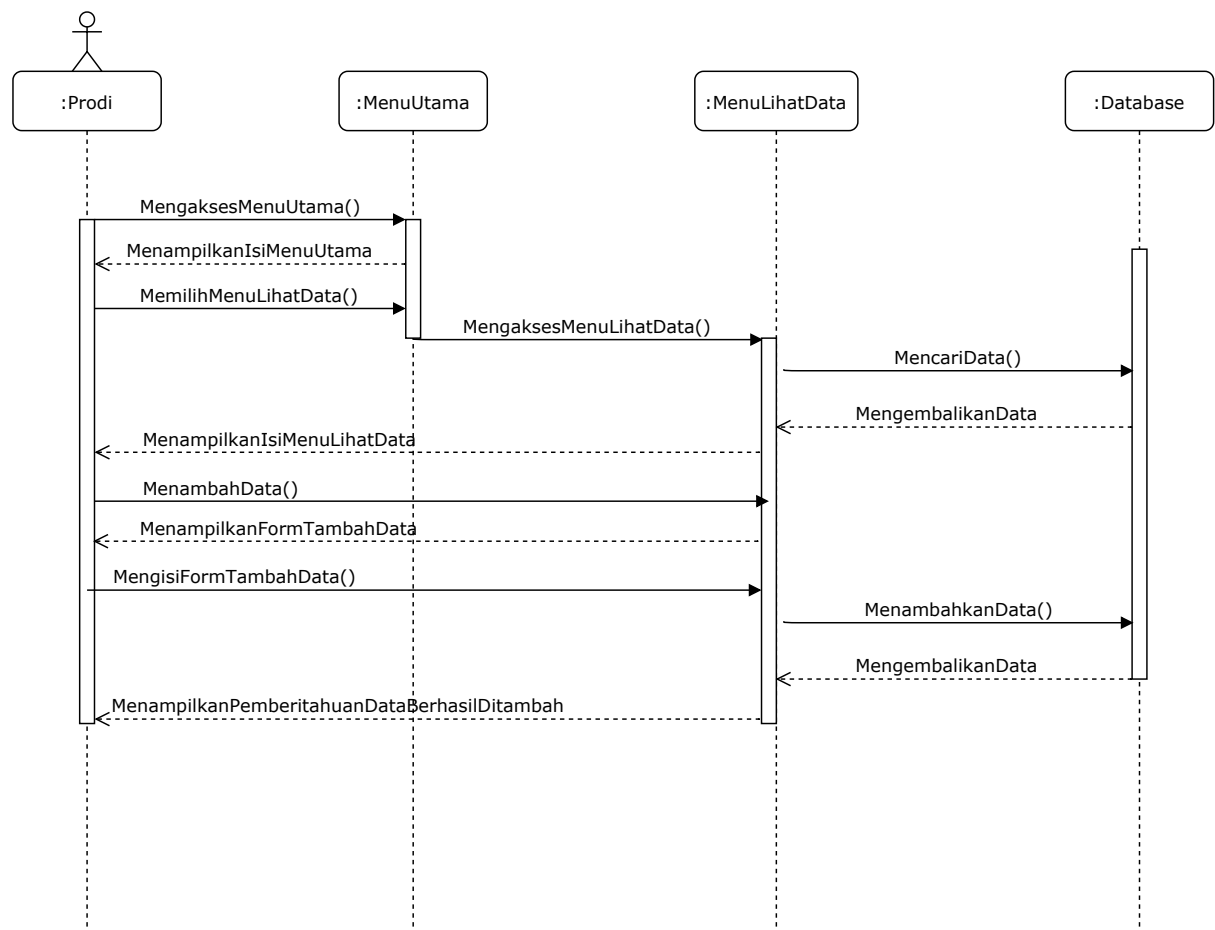 :Prodi
:MenuUtama
:MenuLihatData
:Database
MengaksesMenuUtama()
MenampilkanIsiMenuUtama
MemilihMenuLihatData()
MengaksesMenuLihatData()
MencariData()
MengembalikanData
MenampilkanIsiMenuLihatData
MenambahData()
MenampilkanFormTambahData
MengisiFormTambahData()
MenambahkanData()
MengembalikanData
MenampilkanPemberitahuanDataBerhasilDitambah